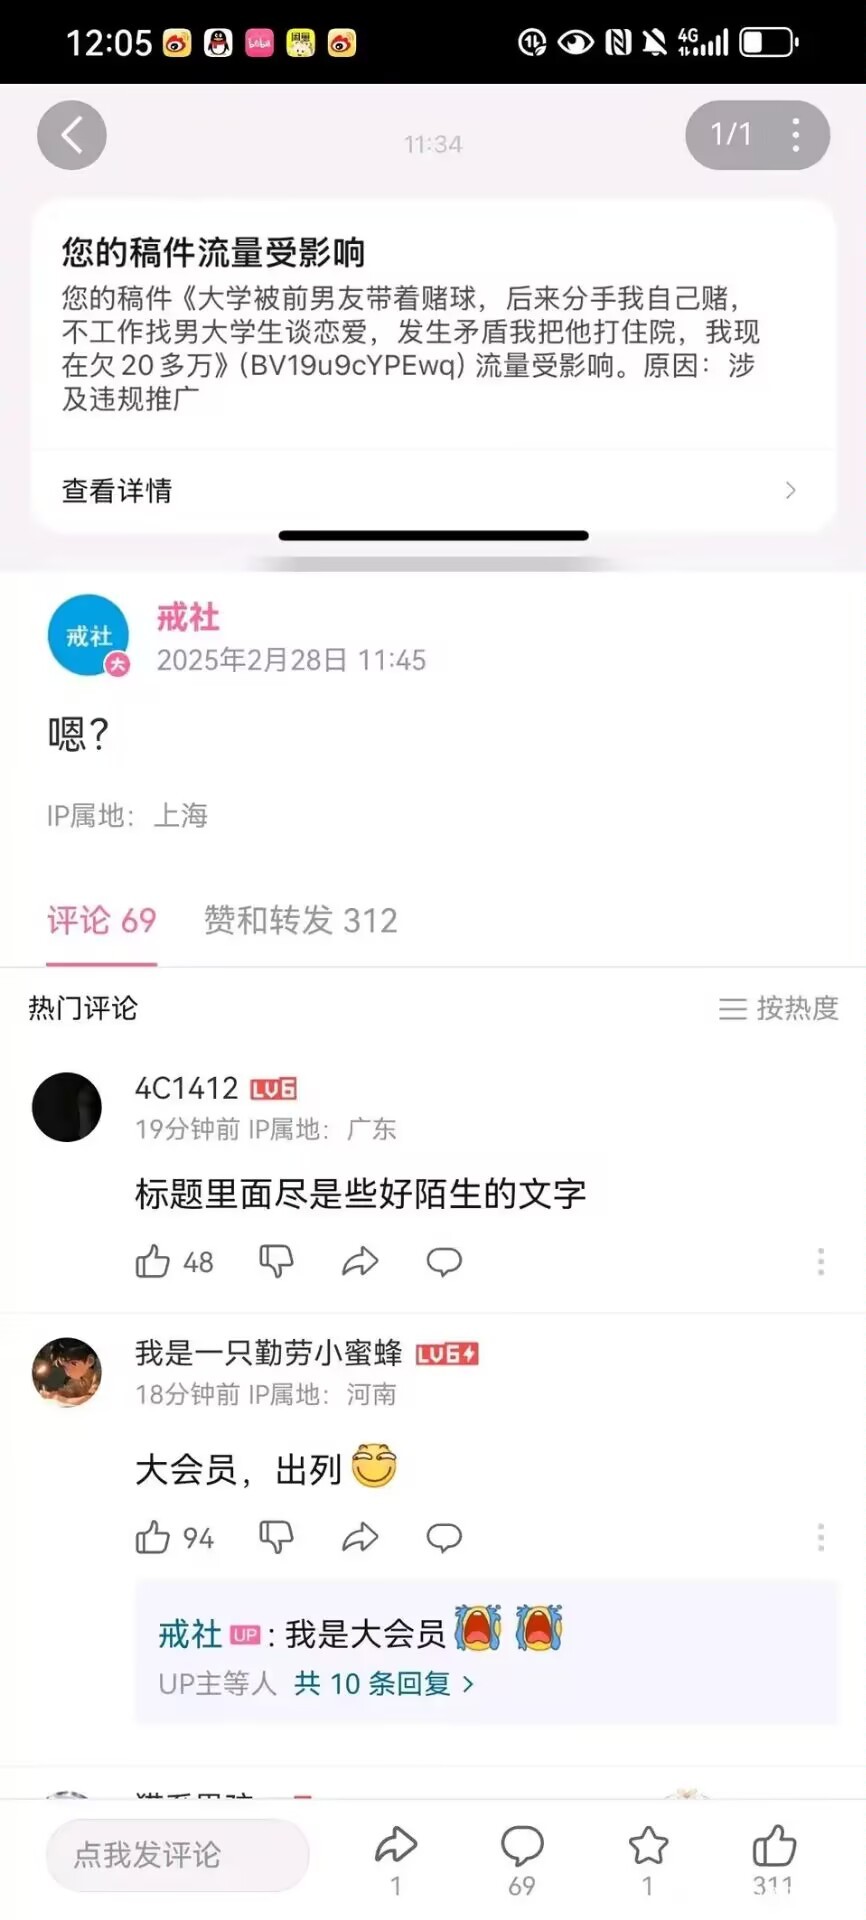 12:05
4G
11:34
1/1
您的稿件流量受影响
您的稿件《大学被前男友带着赌球，后来分手我自己赌，
不工作找男大学生谈恋爱，发生矛盾我把他打住院，我现
在欠20多万》(BV19u9cYPEwq) 流量受影响。原因：涉
及违规推广
查看详情
戒社
大
戒社
2025年2月28日 11:45
嗯？
IP属地：上海
评论 69 赞和转发 312
热门评论
按热度
4C1412 LV6
19分钟前 IP属地：广东
标题里面尽是些好陌生的文字
48
我是一只勤劳小蜜蜂 LV6
18分钟前 IP属地：河南
大会员，出列
94
戒社 UP : 我是大会员
UP主等人 共 10 条回复
点我发评论
1
69
1
311